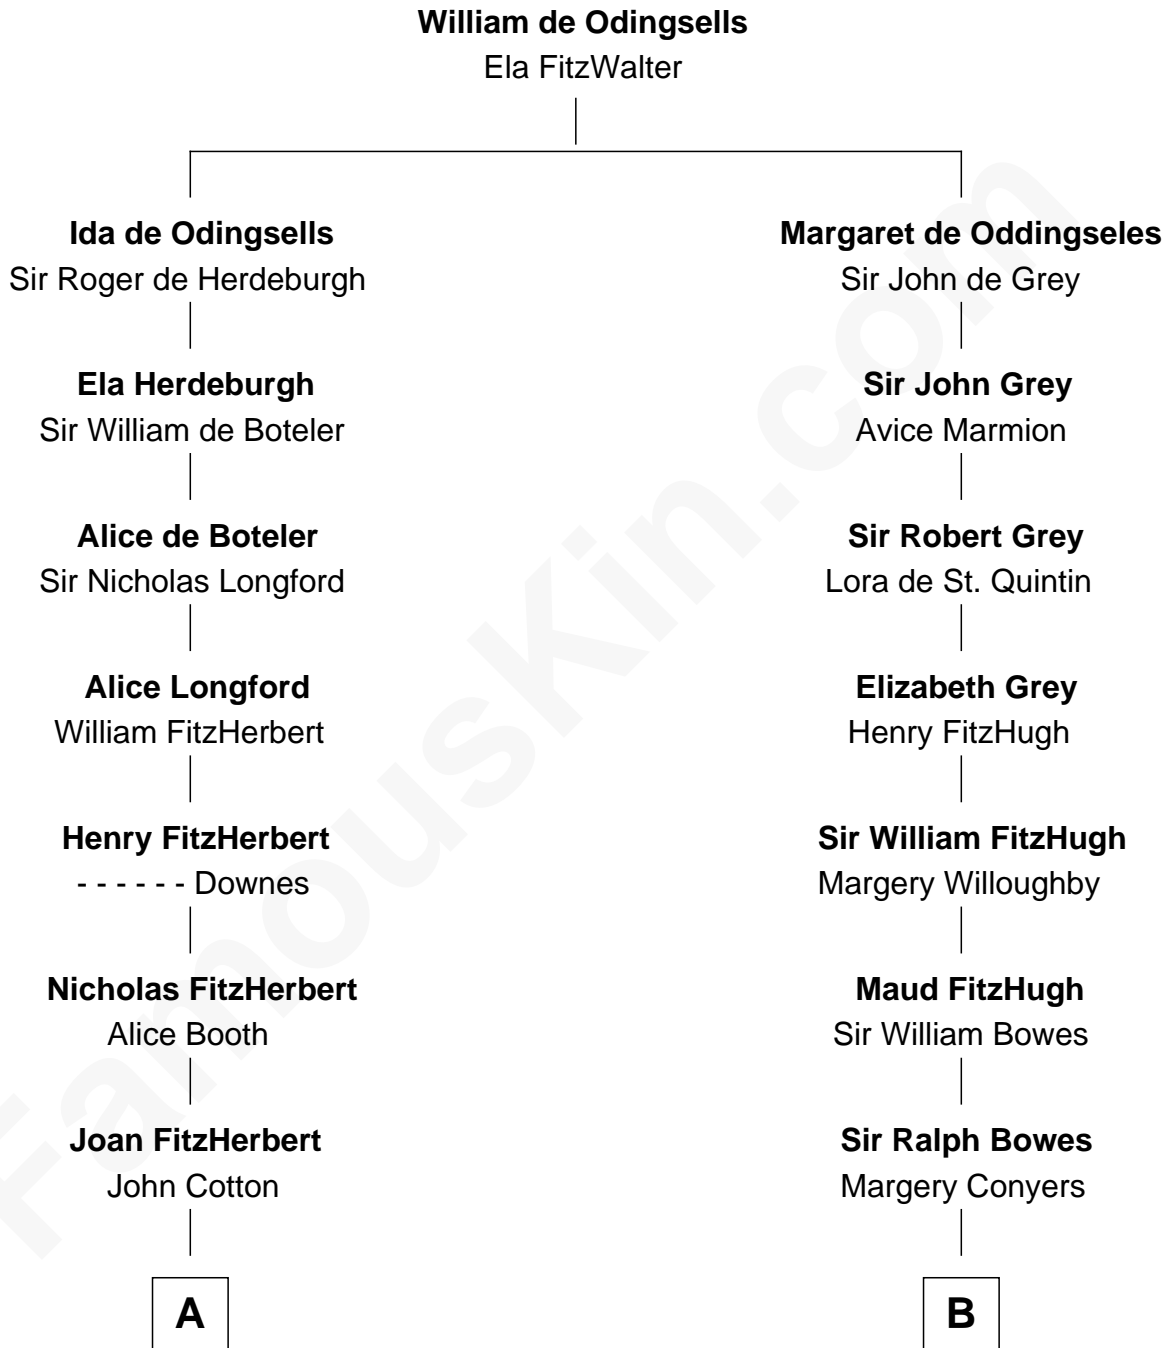 William de Odingsells
Ela FitzWalter
Ida de Odingsells
Sir Roger de Herdeburgh
Margaret de Oddingseles
Sir John de Grey
Ela Herdeburgh
Sir William de Boteler
Sir John Grey
Avice Marmion
Alice de Boteler
Sir Nicholas Longford
Sir Robert Grey
Lora de St. Quintin
Alice Longford
William FitzHerbert
Elizabeth Grey
Henry FitzHugh
Henry FitzHerbert
- - - - - - Downes
Sir William FitzHugh
Margery Willoughby
Nicholas FitzHerbert
Alice Booth
Maud FitzHugh
Sir William Bowes
Joan FitzHerbert
John Cotton
Sir Ralph Bowes
Margery Conyers
A
B
FamousKin.com